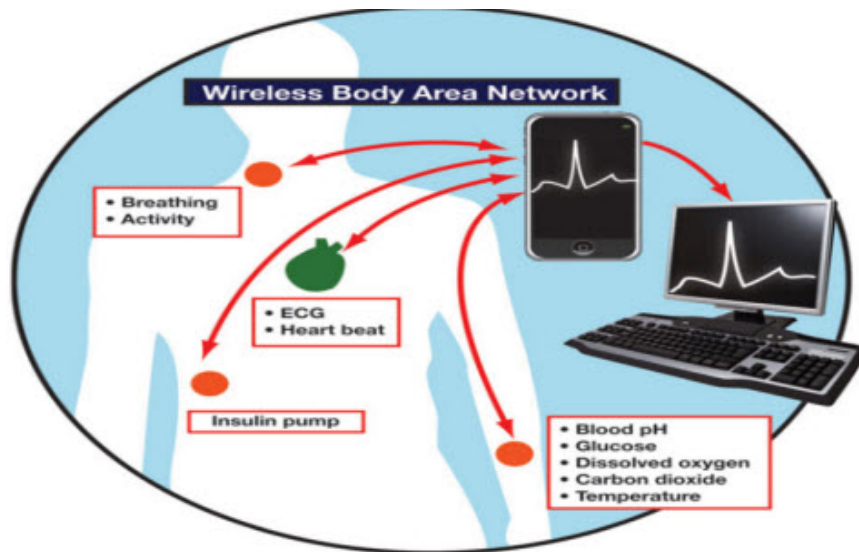 Wireless Body Area Network
• Breathing
• Activity
• ECG
• Heart beat
Insulin pump
• Blood pH
• Glucose
• Dissolved oxygen
• Carbon dioxide
• Temperature